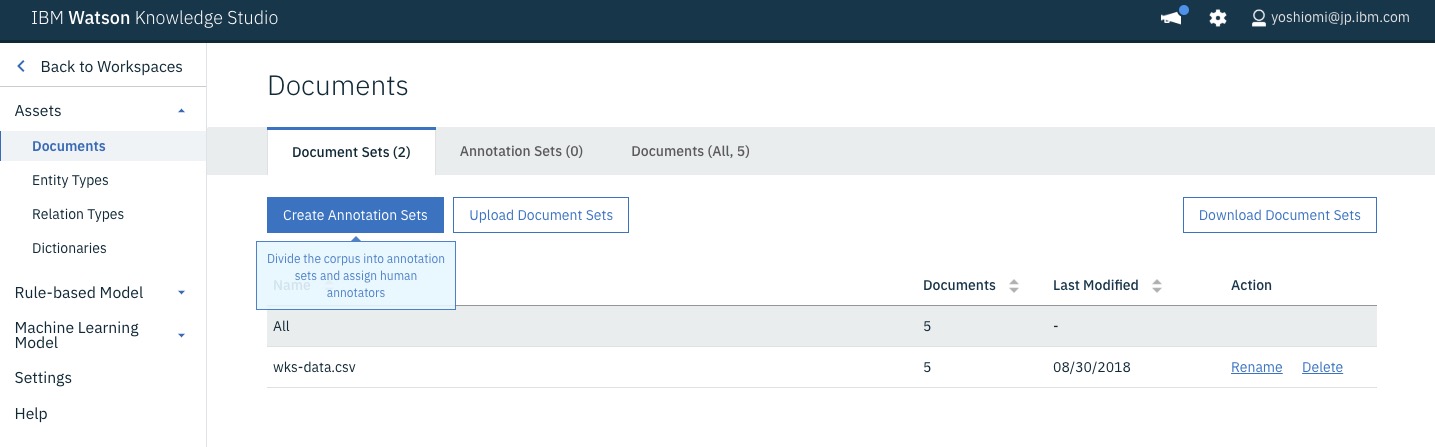 IBM Watson Knowledge Studio
yoshiomi@jp.ibm.com
Back to Workspaces
Assets
Documents
Entity Types
Relation Types
Dictionaries
Rule-based Model
Machine Learning
Model
Settings
Help
Documents
Document Sets (2)
Annotation Sets (0)
Documents (All, 5)
Create Annotation Sets
Upload Document Sets
Download Document Sets
Divide the corpus into annotation
sets and assign human
annotators
Name
Documents
Last Modified
Action
All
5
-
wks-data.csv
5
08/30/2018
Rename
Delete